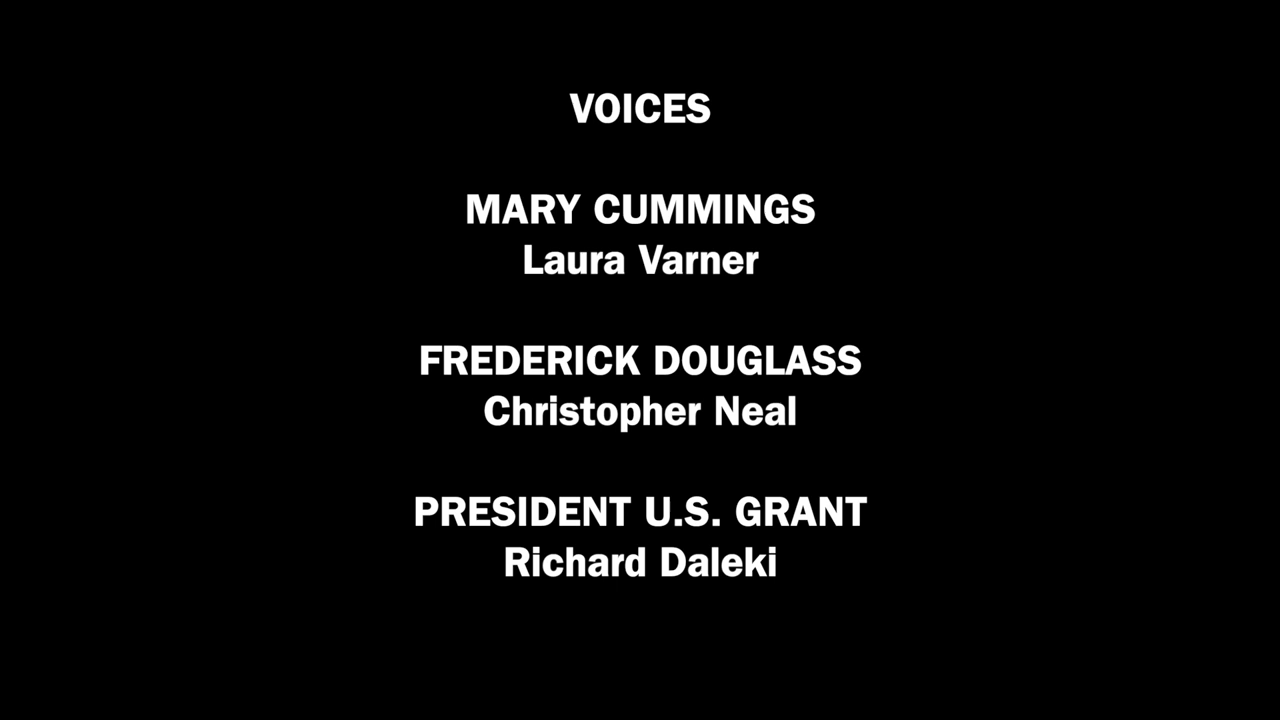 VOICES
MARY CUMMINGS
Laura Varner
FREDERICK DOUGLASS
Christopher Neal
PRESIDENT U.S. GRANT
Richard Daleki